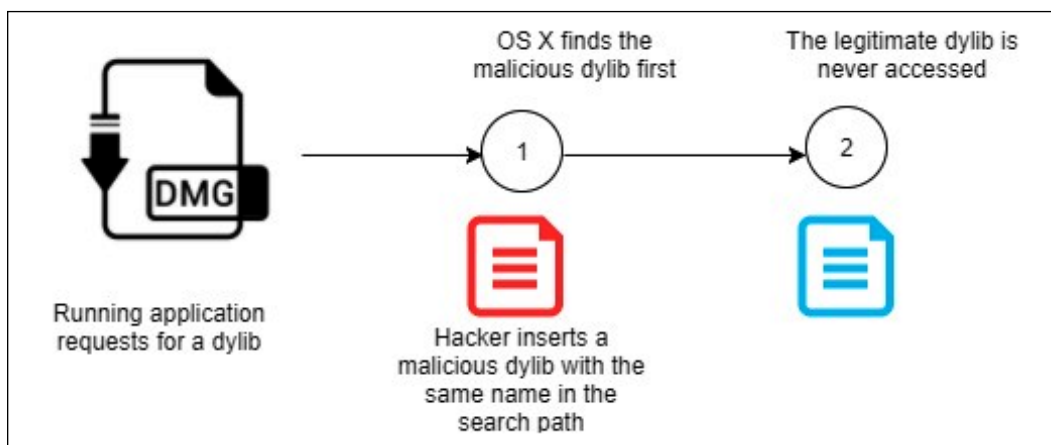 OS X finds the
malicious dylib first
The legitimate dylib is
never accessed
1
2
DMG
Running application
requests for a dylib
Hacker inserts a
malicious dylib with the
same name in the
search path